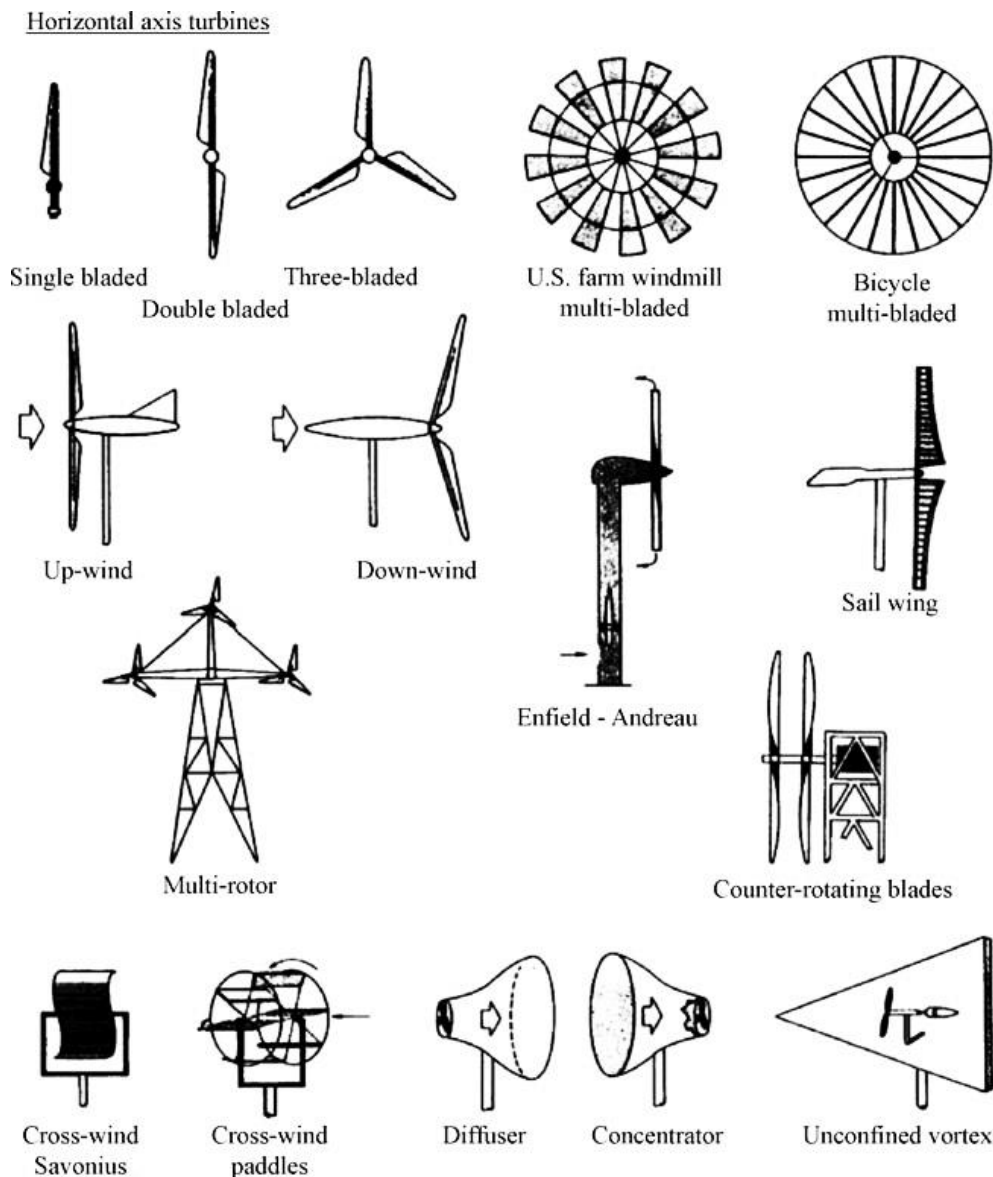 Horizontal axis turbines
Single bladed
Double bladed
Three-bladed
U.S. farm windmill
multi-bladed
Bicycle
multi-bladed
Up-wind
Down-wind
Enfield - Andreau
Sail wing
Multi-rotor
Counter-rotating blades
Cross-wind
Savonius
Cross-wind
paddles
Diffuser
Concentrator
Unconfined vortex